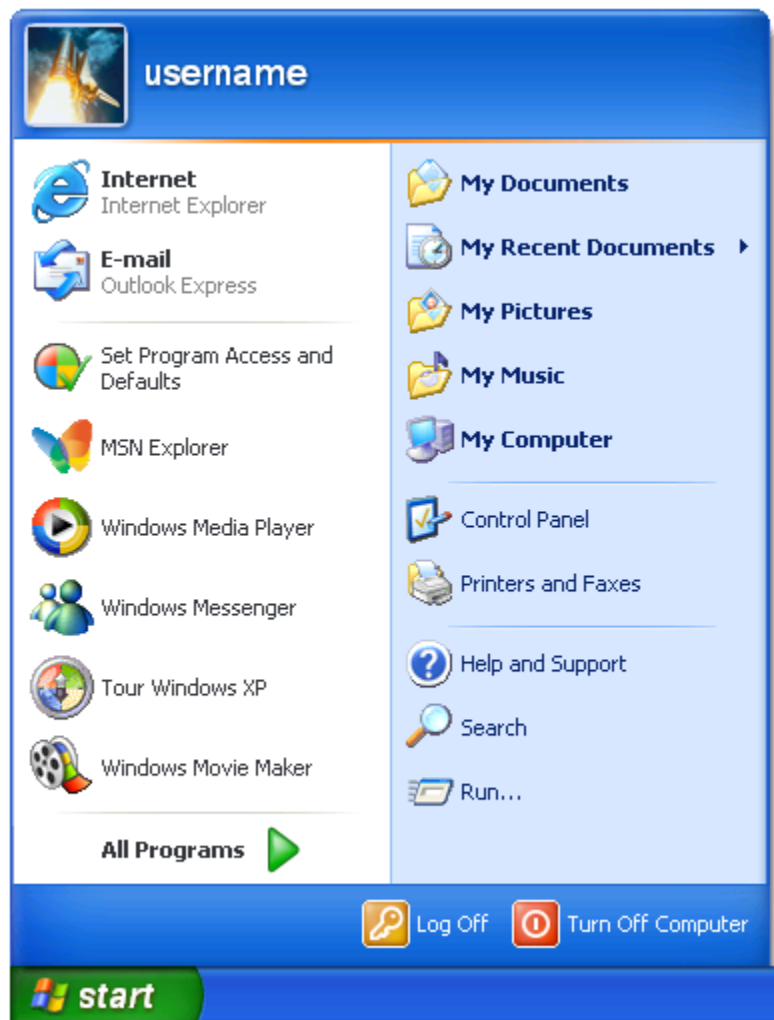 username
Internet
Internet Explorer
E-mail
Outlook Express
Set Program Access and
Defaults
MSN Explorer
Windows Media Player
Windows Messenger
Tour Windows XP
Windows Movie Maker
All Programs
My Documents
My Recent Documents
My Pictures
My Music
My Computer
Control Panel
Printers and Faxes
Help and Support
Search
Run...
Log Off
Turn Off Computer
start